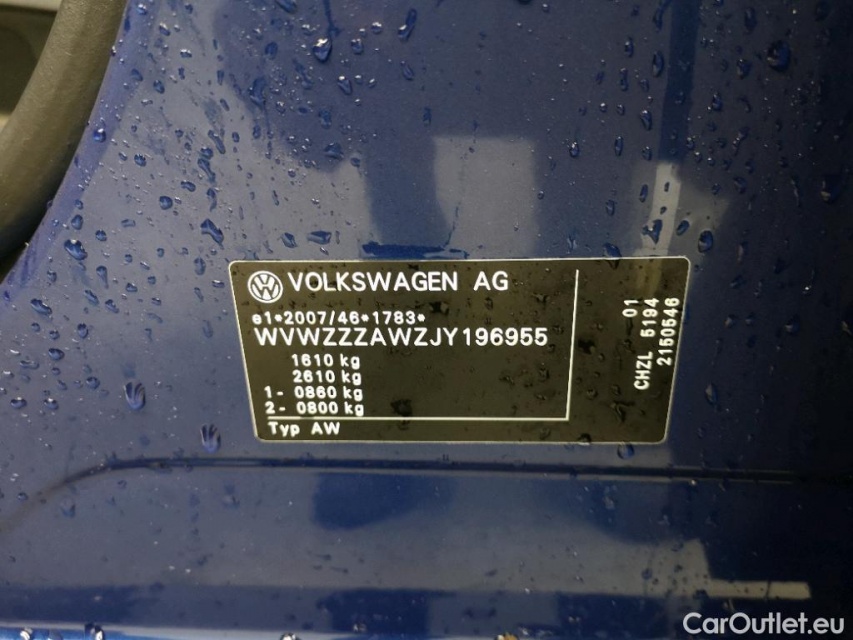 VOLKSWAGEN AG
e1*2007/46*1783*
WVWZZZAWZJY196955
1610 kg
2610 kg
1- 0860 kg
2- 0800 kg
Typ AW
01
CHZL 5194
2150546
CarOutlet.eu